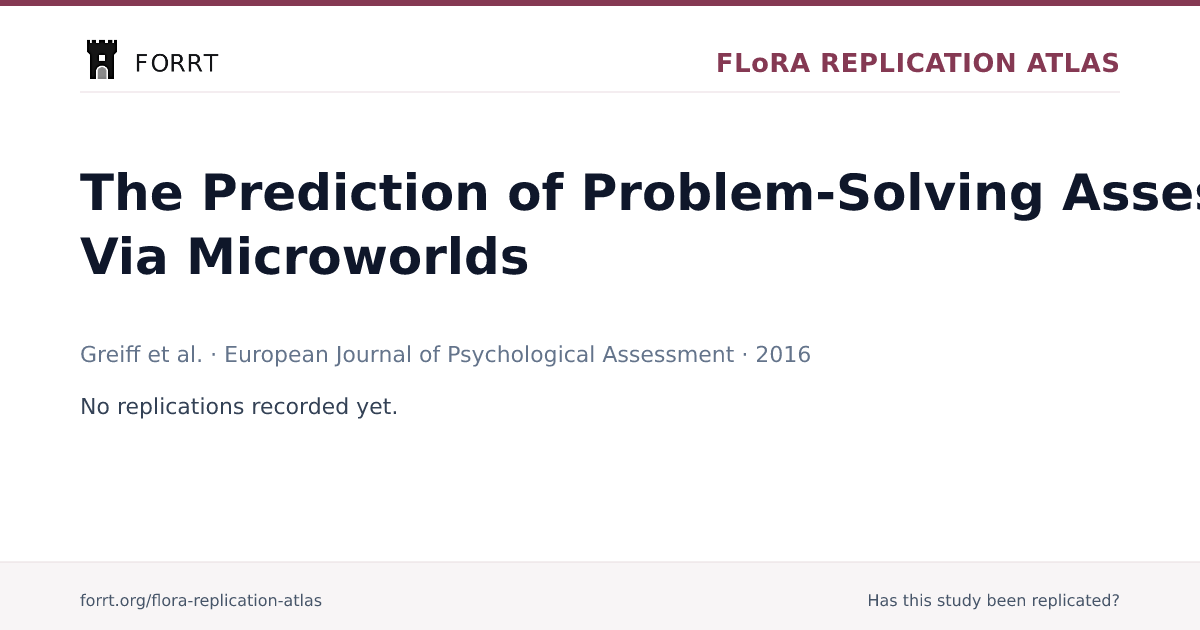 FORRT
FLoRA REPLICATION ATLAS
The Prediction of Problem-Solving
Via Microworlds
Greiff et al. · European Journal of Psychological Assessment · 2016
No replications recorded yet.
forrt.org/flora-replication-atlas
Has this study been replicated?